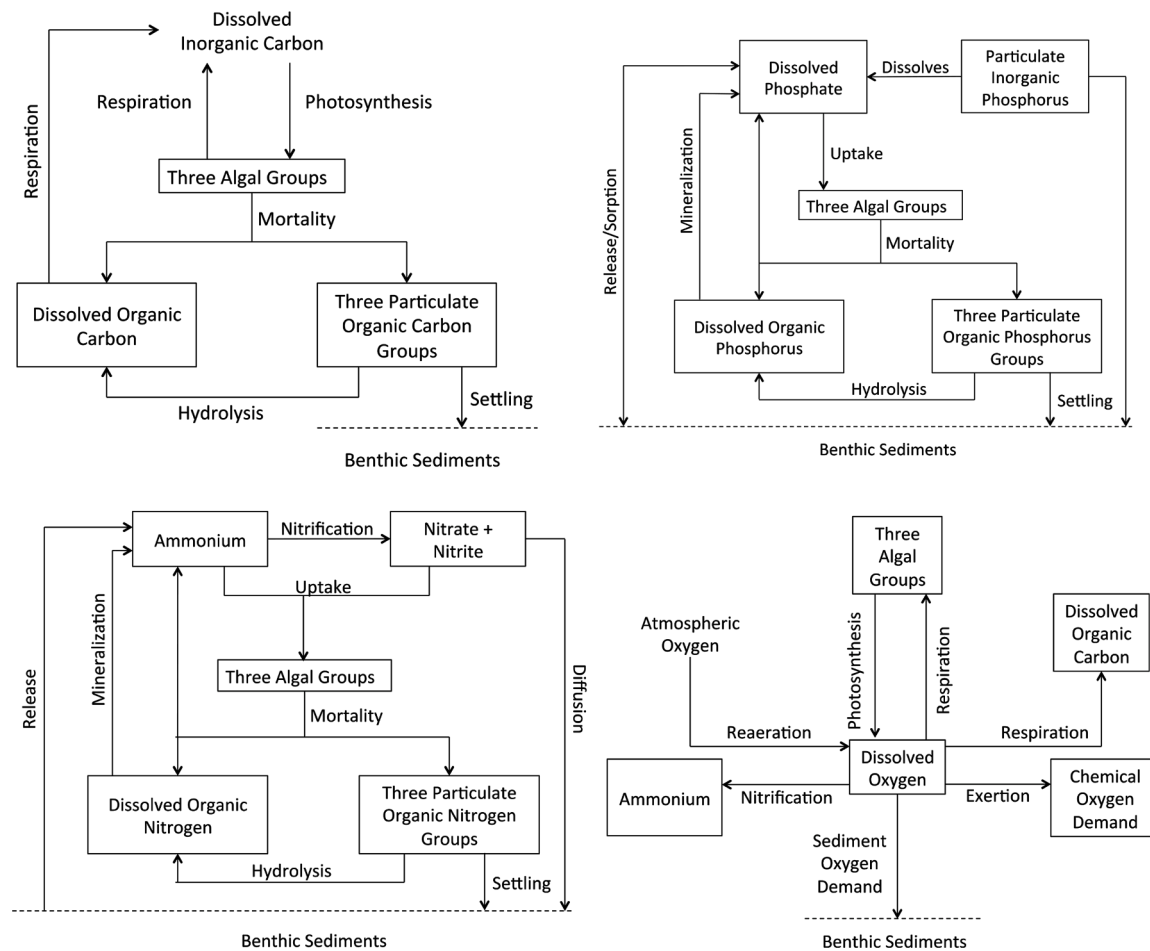 Dissolved
Inorganic Carbon
Respiration
Respiration
Photosynthesis
Three Algal Groups
Mortality
Dissolved Organic
Carbon
Three Particulate
Organic Carbon
Groups
Hydrolysis
Settling
Benthic Sediments
Dissolved
Phosphate
Dissolves
Particulate
Inorganic
Phosphorus
Release/Sorption
Mineralization
Uptake
Three Algal Groups
Mortality
Dissolved Organic
Phosphorus
Three Particulate
Organic Phosphorus
Groups
Hydrolysis
Settling
Benthic Sediments
Ammonium
Nitrification
Nitrate +
Nitrite
Uptake
Release
Mineralization
Three Algal Groups
Mortality
Diffusion
Dissolved Organic
Nitrogen
Three Particulate
Organic Nitrogen
Groups
Hydrolysis
Settling
Benthic Sediments
Three
Algal
Groups
Atmospheric
Oxygen
Photosynthesis
Respiration
Dissolved
Organic
Carbon
Reaeration
Respiration
Dissolved
Oxygen
Ammonium
Nitrification
Exertion
Chemical
Oxygen
Demand
Sediment
Oxygen
Demand
Benthic Sediments